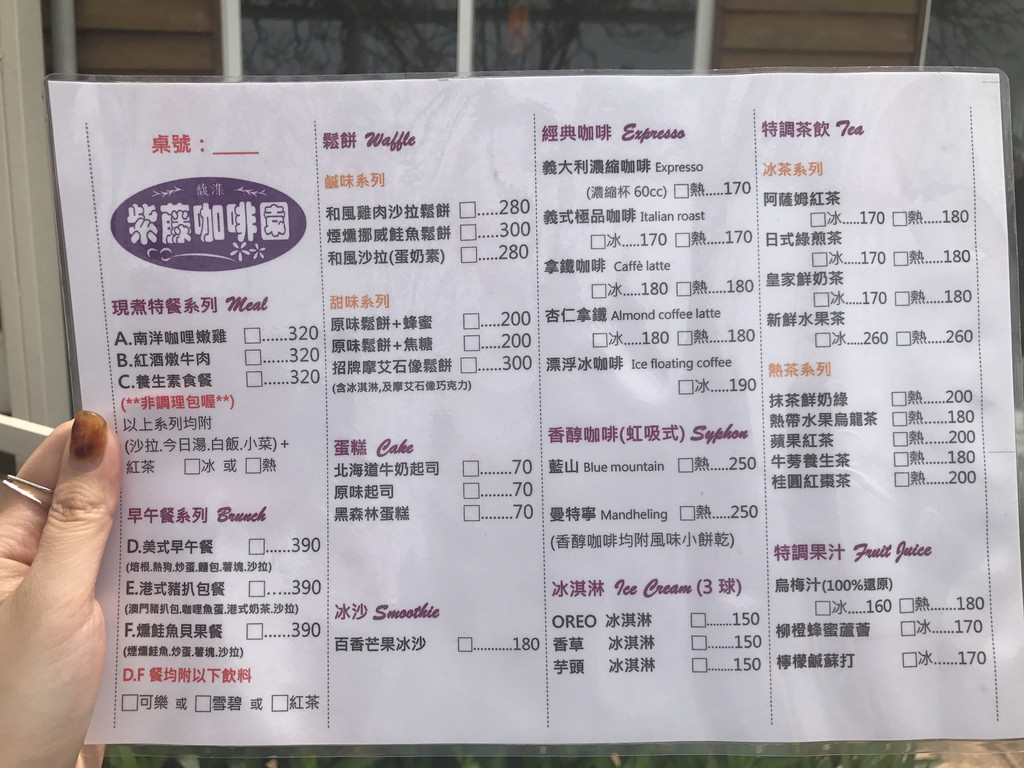 桌號：____
馥漾
紫藤咖啡園
現煮特餐系列 Meal
A.南洋咖哩嫩雞 □......320
B.紅酒燉牛肉 □......320
C.養生素食餐 □......320
(**非調理包喔**)
以上系列均附
(沙拉.今日湯.白飯.小菜)+
紅茶 □冰 或 □熱
早午餐系列 Brunch
D.美式早午餐 □......390
(培根.熱狗.炒蛋.麵包.薯塊.沙拉)
E.港式豬扒包餐 □.....390
(澳門豬扒包.咖哩魚蛋.港式奶茶.沙拉)
F.燻鮭魚貝果餐 □......390
(煙燻鮭魚.炒蛋.薯塊.沙拉)
D.F 餐均附以下飲料
□可樂 或 □雪碧 或 □紅茶
鬆餅 Waffle
鹹味系列
和風雞肉沙拉鬆餅 □.....280
煙燻挪威鮭魚鬆餅 □.....300
和風沙拉(蛋奶素) □.....280
甜味系列
原味鬆餅+蜂蜜 □.....200
原味鬆餅+焦糖 □......200
招牌摩艾石像鬆餅 □......300
(含冰淇淋,及摩艾石像巧克力)
蛋糕 Cake
北海道牛奶起司 □........70
原味起司 □........70
黑森林蛋糕 □........70
冰沙 Smoothie
百香芒果冰沙 □..........180
經典咖啡 Expresso
義大利濃縮咖啡 Expresso
(濃縮杯 60cc) □熱....170
義式極品咖啡 Italian roast
□冰....170 □熱....170
拿鐵咖啡 Caffè latte
□冰.....180 □熱....180
杏仁拿鐵 Almond coffee latte
□冰.....180 □熱.....180
漂浮冰咖啡 Ice floating coffee
□冰....190
香醇咖啡(虹吸式) Syphon
藍山 Blue mountain □熱....250
曼特寧 Mandheling □熱....250
(香醇咖啡均附風味小餅乾)
冰淇淋 Ice Cream (3 球)
OREO 冰淇淋 □.......150
香草 冰淇淋 □.......150
芋頭 冰淇淋 □.......150
特調茶飲 Tea
冰茶系列
阿薩姆紅茶
□冰....170 □熱.....180
日式綠煎茶
□冰....170 □熱.....180
皇家鮮奶茶
□冰....170 □熱.....180
新鮮水果茶
□冰....260 □熱.....260
熱茶系列
抹茶鮮奶綠 □熱......200
熱帶水果烏龍茶 □熱......180
蘋果紅茶 □熱......200
牛蒡養生茶 □熱......180
桂圓紅棗茶 □熱......200
特調果汁 Fruit Juice
烏梅汁(100%還原)
□冰....160 □熱.....180
柳橙蜂蜜蘆薈 □冰.....170
檸檬鹹蘇打 □冰......170